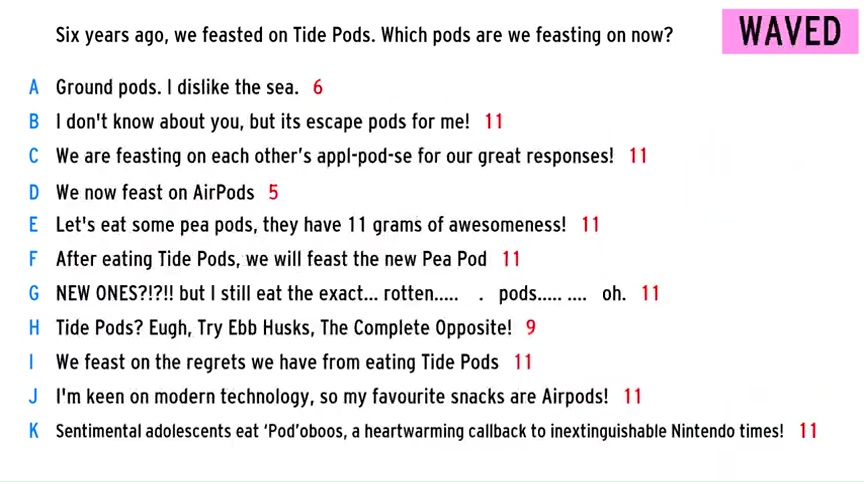 Six years ago, we feasted on Tide Pods. Which pods are we feasting on now?
WAVED
A Ground pods. I dislike the sea. 6
B I don't know about you, but its escape pods for me! 11
C We are feasting on each other's appl-pod-se for our great responses! 11
D We now feast on AirPods 5
E Let's eat some pea pods, they have 11 grams of awesomeness! 11
F After eating Tide Pods, we will feast the new Pea Pod 11
G NEW ONES?!?!! but I still eat the exact... rotten..... . pods..... .... oh. 11
H Tide Pods? Eugh, Try Ebb Husks, The Complete Opposite! 9
I We feast on the regrets we have from eating Tide Pods 11
J I'm keen on modern technology, so my favourite snacks are Airpods! 11
K Sentimental adolescents eat ‘Pod’oboos, a heartwarming callback to inextinguishable Nintendo times! 11